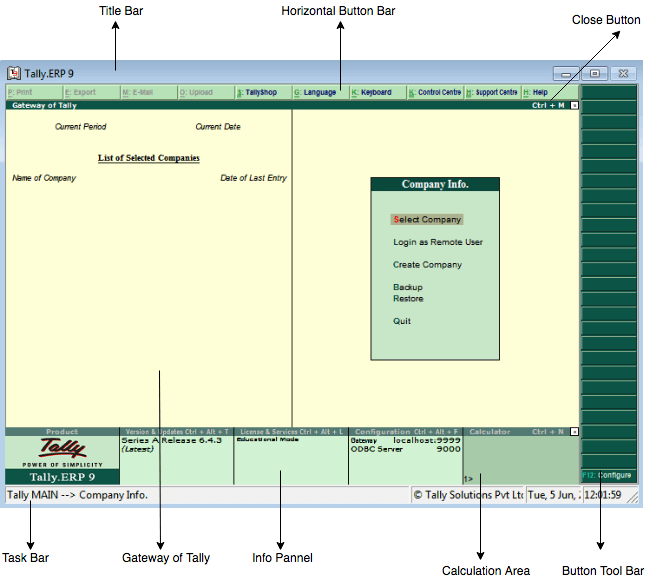 Title Bar
Horizontal Button Bar
Close Button
Tally.ERP 9
P: Print E: Export M: E-Mail O: Upload S: TallyShop G: Language K: Keyboard K: Control Centre H: Support Centre H: Help
Gateway of Tally Ctrl + M
Current Period Current Date
List of Selected Companies
Name of Company Date of Last Entry
Company Info.
Select Company
Login as Remote User
Create Company
Backup
Restore
Quit
Product Version & Updates Ctrl + Alt + T License & Services Ctrl + Alt + L Configuration Ctrl + Alt + F Calculator Ctrl + N
Tally
POWER OF SIMPLICITY
Tally.ERP 9
Series A Release 6.4.3
(Latest)
Educational Mode
Gateway localhost:9999
ODBC Server 9000
1>
F12: Configure
Tally MAIN --> Company Info. © Tally Solutions Pvt Ltd Tue, 5 Jun, 12:01:59
Task Bar
Gateway of Tally
Info Pannel
Calculation Area
Button Tool Bar